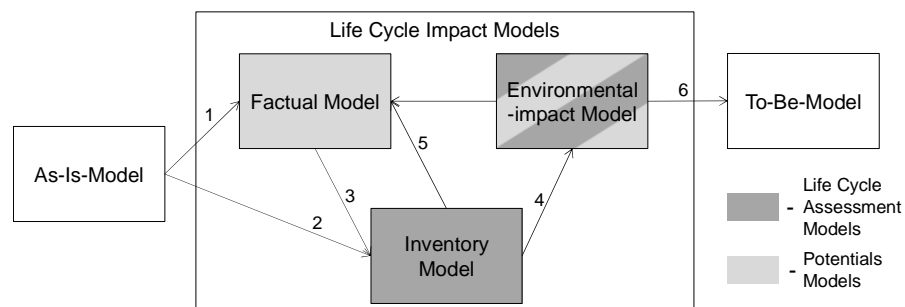 Life Cycle Impact Models
Factual Model
Environmental
-impact Model
To-Be-Model
As-Is-Model
Inventory
Model
1
2
3
4
5
6
Life Cycle
- Assessment
Models
- Potentials
Models